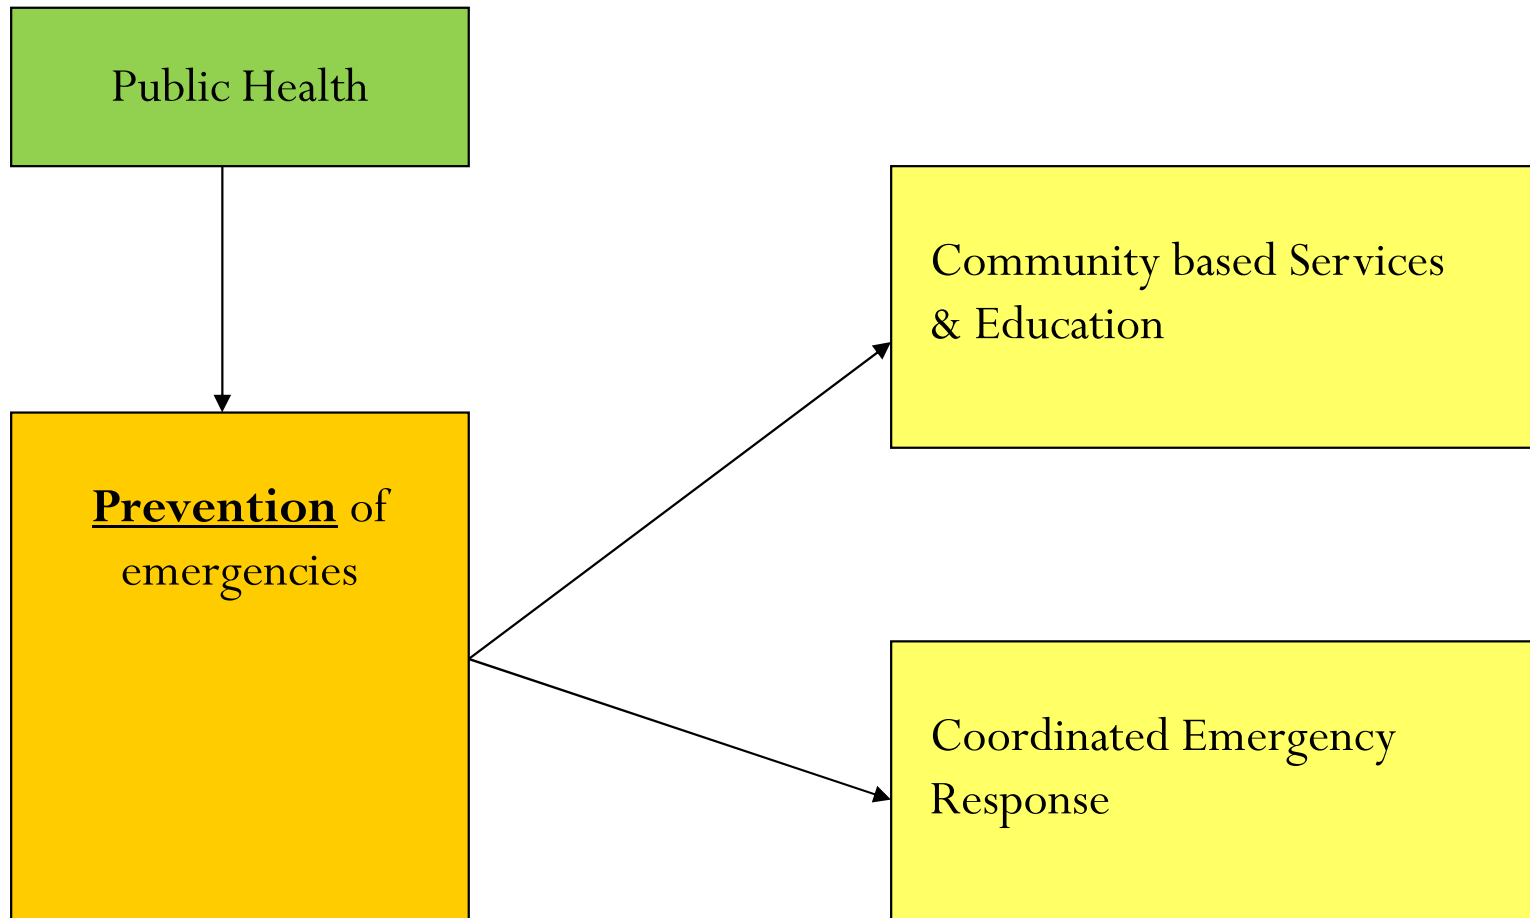 Public Health
Community based Services
& Education
Prevention of
emergencies
Coordinated Emergency
Response